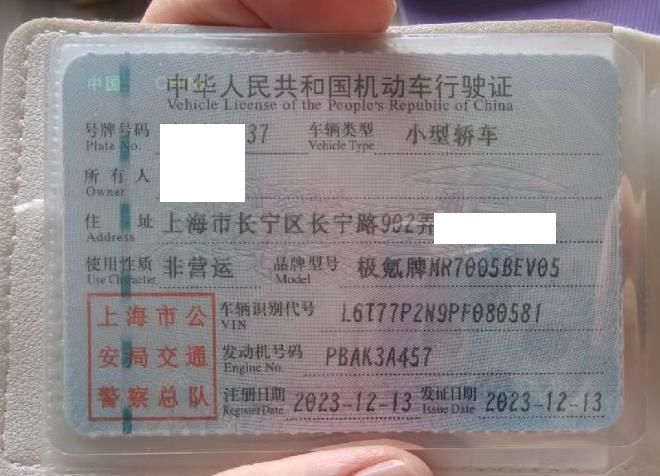 中国 CHINA
中华人民共和国机动车行驶证
Vehicle License of the People's Republic of China
号牌号码 37 车辆类型 小型轿车
Plate No. Vehicle Type
所有人
Owner
住址 上海市长宁区长宁路902弄
Address
使用性质 非营运 品牌型号 极氪牌MR7005BEV05
Use Character Model
上海市公 车辆识别代号 L6T77P2N9PF080581
VIN
安局交通 发动机号码 PBAK3A457
Engine No.
警察总队 注册日期 2023-12-13 发证日期 2023-12-13
Register Date Issue Date